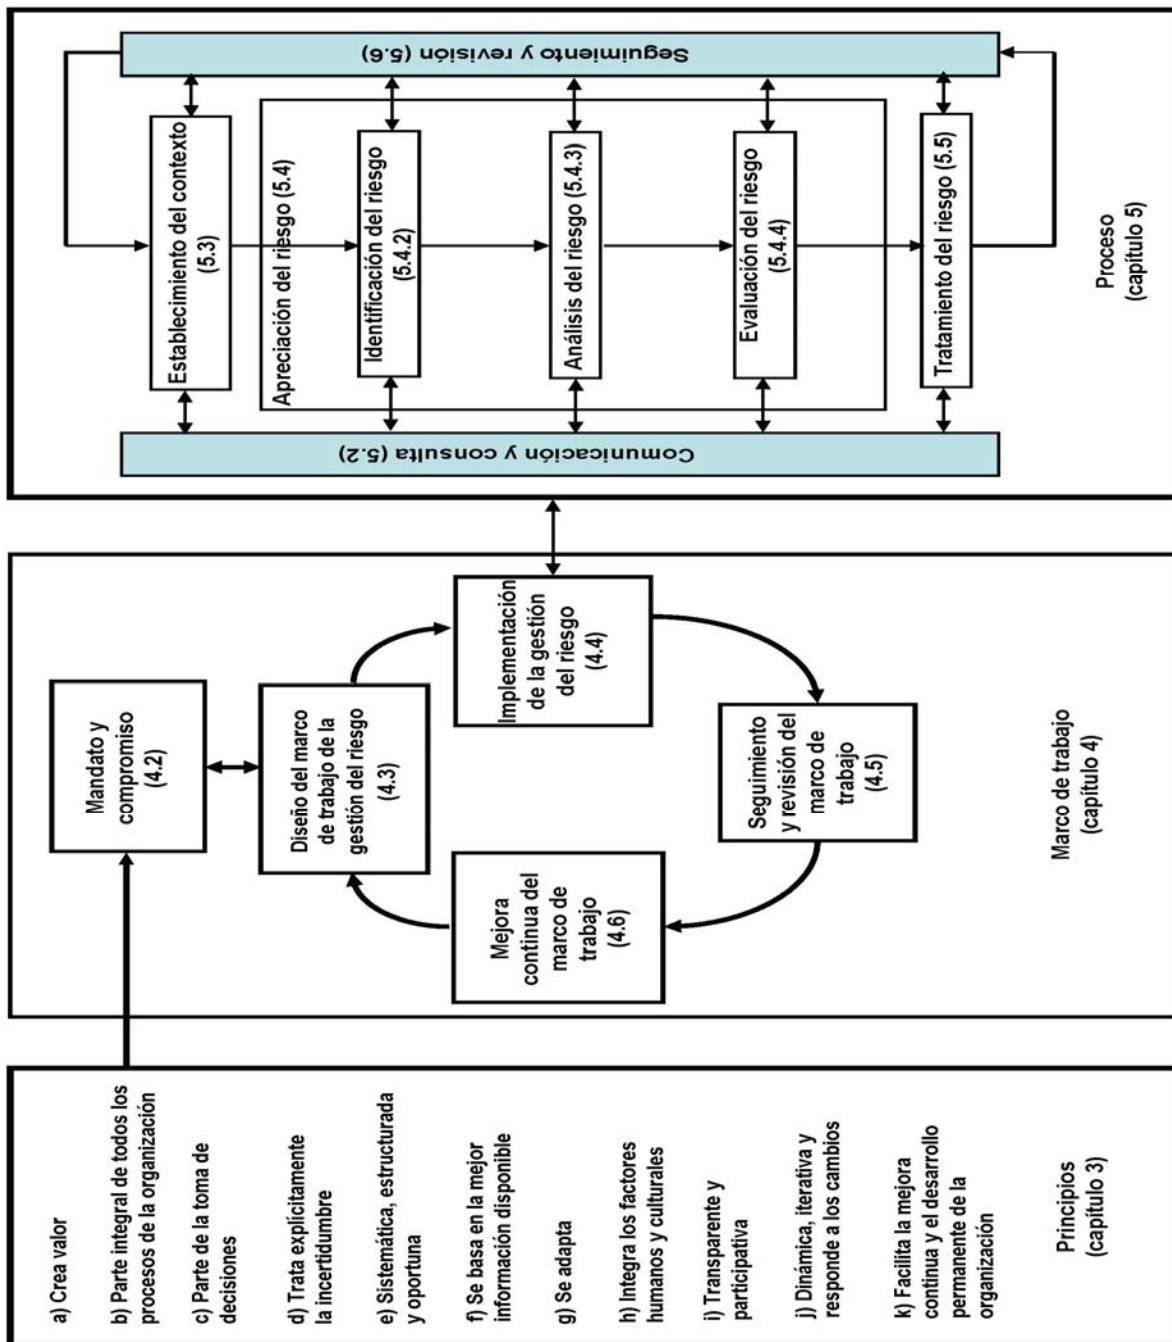 a) Crea valor
b) Parte integral de todos los
procesos de la organización
c) Parte de la toma de
decisiones
d) Trata explícitamente
la incertidumbre
e) Sistemática, estructurada
y oportuna
f) Se basa en la mejor
información disponible
g) Se adapta
h) Integra los factores
humanos y culturales
i) Transparente y
participativa
j) Dinámica, iterativa y
responde a los cambios
k) Facilita la mejora
continua y el desarrollo
permanente de la
organización
Principios
(capítulo 3)
Mandato y
compromiso
(4.2)
Diseño del marco
de trabajo de la
gestión del riesgo
(4.3)
Implementación
de la gestión
del riesgo
(4.4)
Mejora
continua del
marco de
trabajo
(4.6)
Seguimiento
y revisión del
marco de
trabajo
(4.5)
Marco de trabajo
(capítulo 4)
Comunicación y consulta (5.2)
Establecimiento del contexto
(5.3)
Apreciación del riesgo (5.4)
Identificación del riesgo
(5.4.2)
Análisis del riesgo (5.4.3)
Evaluación del riesgo
(5.4.4)
Tratamiento del riesgo (5.5)
Seguimiento y revisión (5.6)
Proceso
(capítulo 5)